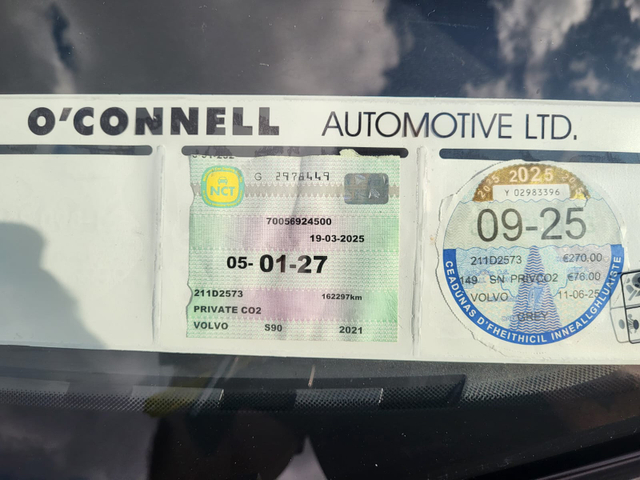 O'CONNELL AUTOMOTIVE LTD.
NCT
G 2978449
70056924500
19-03-2025
05-01-27
211D2573 162297km
PRIVATE CO2
VOLVO S90 2021
2025
Y 02983396
09-25
211D2573 €270.00
149 SN PRIVCO2 €76.00
VOLVO 11-06-25
GREY
CEADUNAS D'FHEITHICIL INNEALLGHLUAISTE